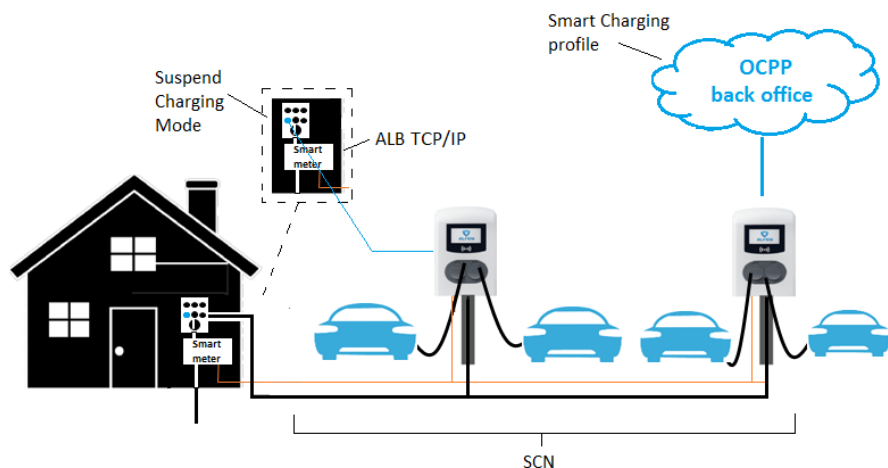 Smart Charging
profile
OCPP
back office
Suspend
Charging
Mode
ALB TCP/IP
Smart
meter
Smart
meter
SCN